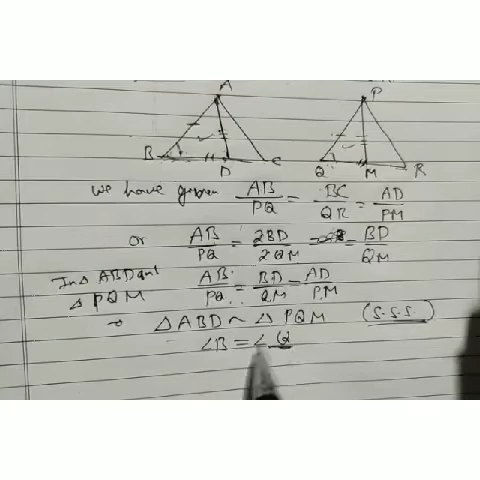 A
P
B
D
C
Q
M
R
we have AB/PQ = BC/QR = AD/PM
or AB/PQ = 2BD/2QM = BD/QM
In Δ ABD and
Δ PQM
AB/PQ = BD/QM = AD/PM
→ Δ ABD ~ Δ PQM (S.S.S)
∠B = ∠Q